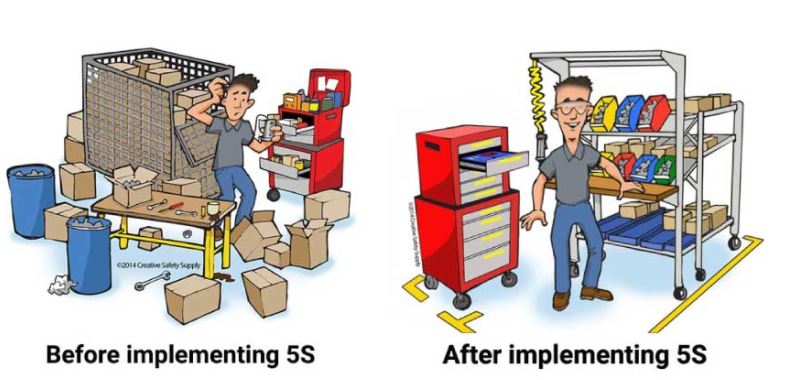 ©2014 Creative Safety Supply
©2014 Creative Safety Supply
Before implementing 5S
After implementing 5S